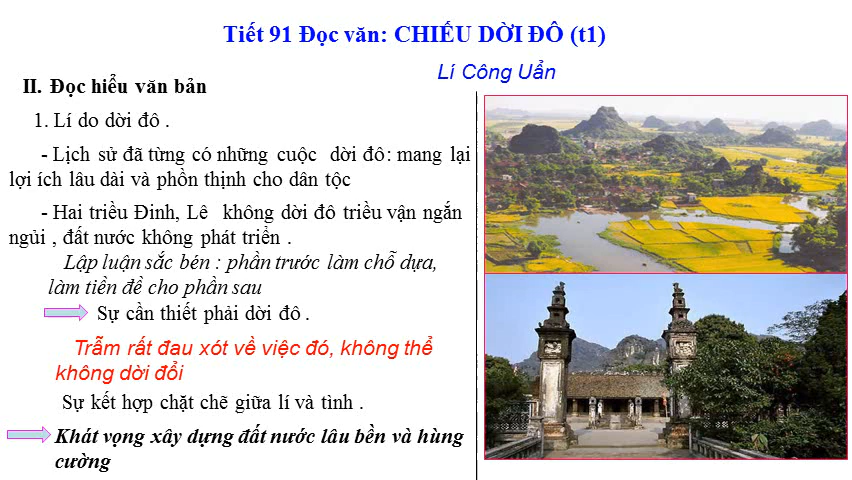 Tiết 91 Đọc văn: CHIẾU DỜI ĐÔ (t1)
Lí Công Uẩn
II. Đọc hiểu văn bản
1. Lí do dời đô .
- Lịch sử đã từng có những cuộc dời đô: mang lại
lợi ích lâu dài và phồn thịnh cho dân tộc
- Hai triều Đinh, Lê không dời đô triều vận ngắn
ngủi , đất nước không phát triển .
Lập luận sắc bén : phần trước làm chỗ dựa,
làm tiền đề cho phần sau
Sự cần thiết phải dời đô .
Trẫm rất đau xót về việc đó, không thể
không dời đổi
Sự kết hợp chặt chẽ giữa lí và tình .
Khát vọng xây dựng đất nước lâu bền và hùng
cường